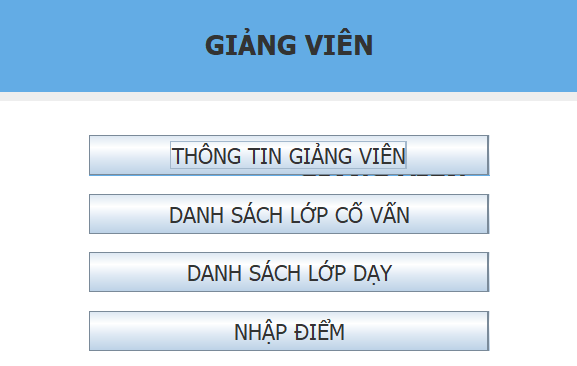 GIẢNG VIÊN
THÔNG TIN GIẢNG VIÊN
DANH SÁCH LỚP CỐ VẤN
DANH SÁCH LỚP DẠY
NHẬP ĐIỂM